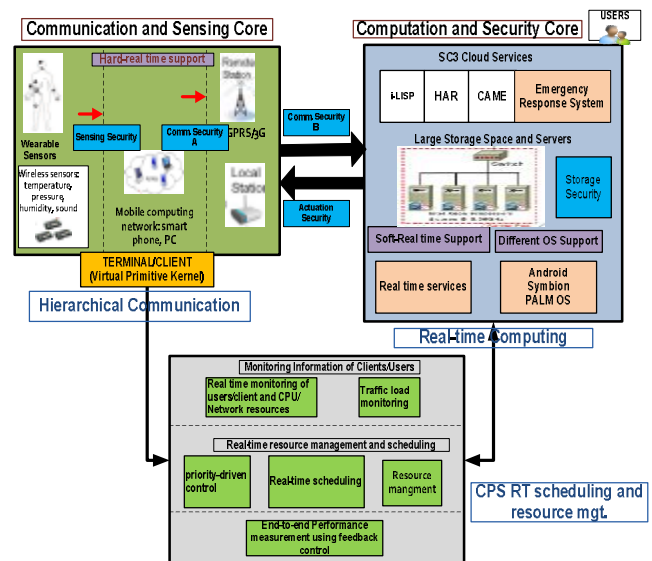 Communication and Sensing Core
Computation and Security Core
USERS
Hard-real time support
Remote
Station
Wearable
Sensors
Sensing Security
Comm. Security
A
GPRS/3G
Wireless sensors:
temperature,
pressure,
humidity, sound
Mobile computing
network: smart
phone, PC
Local
Station
TERMINAL/CLIENT
(Virtual Primitive Kernel)
Hierarchical Communication
Comm. Security
B
Actuation
Security
SC3 Cloud Services
i-LISP
HAR
CAME
Emergency
Response System
Large Storage Space and Servers
Switch
Storage
Security
Soft-Real time Support
Different OS Support
Real time services
Android
Symbion
PALM OS
Real-time Computing
Monitoring Information of Clients/Users
Real time monitoring of
users/client and CPU/
Network resources
Traffic load
monitoring
Real-time resource management and scheduling
priority-driven
control
Real-time scheduling
Resource
managment
End-to-end Performance
measurement using feedback
control
CPS RT scheduling and
resource mgt.